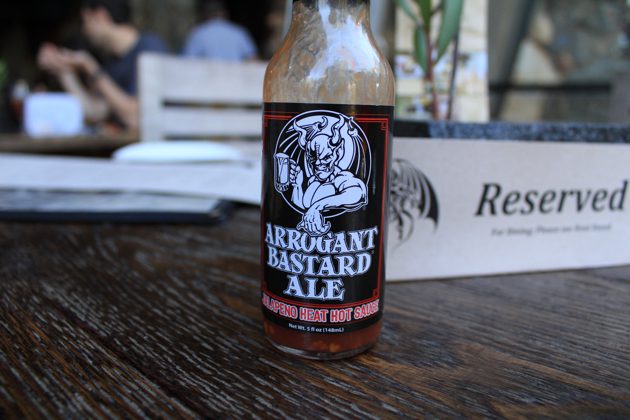 ARROGANT
BASTARD
ALE
JALAPENO HEAT HOT SAUCE
Net Wt. 5 fl oz (148mL)
Reserved
For Dining, Please see Host Stand